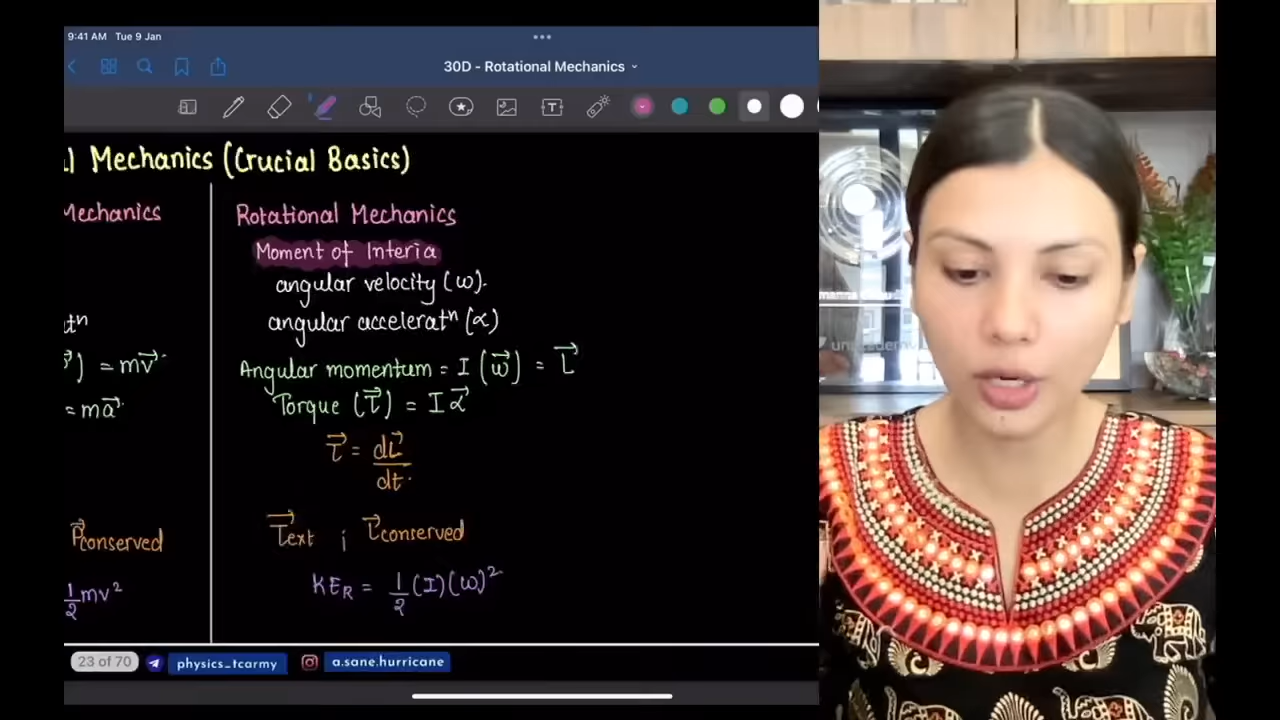 9:41 AM Tue 9 Jan
30D - Rotational Mechanics
Mechanics (Crucial Basics)
Mechanics
Rotational Mechanics
Moment of Interia
angular velocity (ω).
angular acceleratⁿ (α)
) = mv⃗
Angular momentum = I (ω⃗) = L⃗
= ma⃗
Torque (τ⃗) = I α⃗
τ⃗ = dL⃗
dt.
P⃗conserved
τ⃗ext ; L⃗conserved
1/2 mv²
KE_R = 1/2 (I)(ω)²
23 of 70
physics_tcarmy
a.sane.hurricane